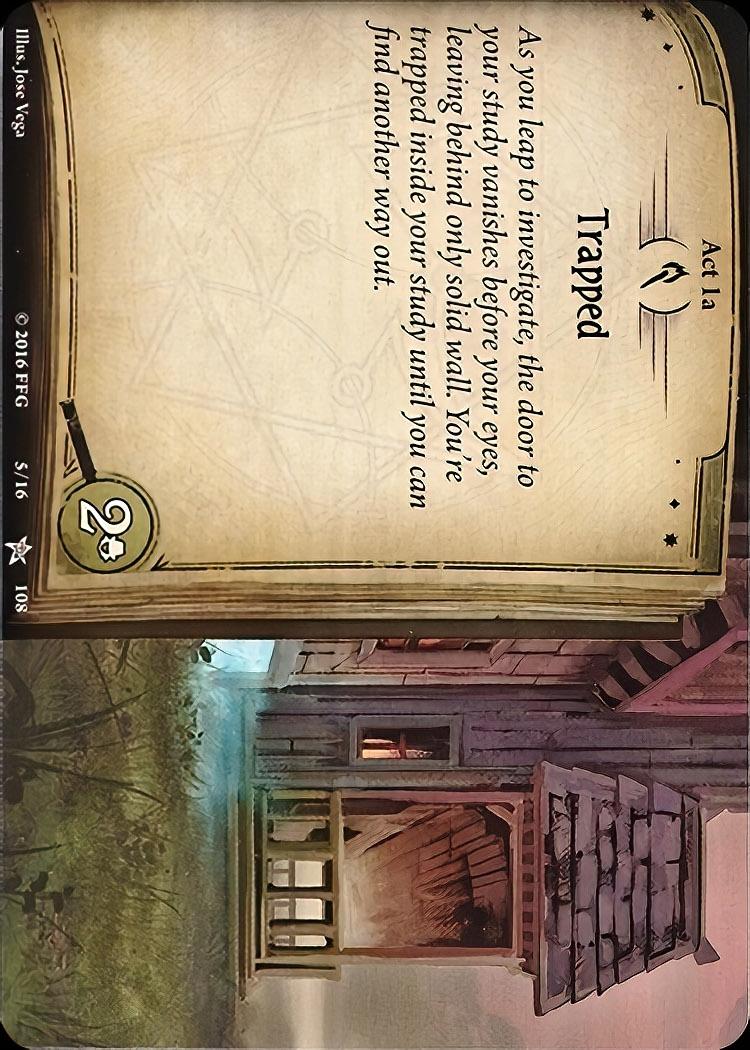 Act 1a
Trapped
As you leap to investigate, the door to
your study vanishes before your eyes,
leaving behind only solid wall. You're
trapped inside your study until you can
find another way out.
2
Illus. Jose Vega
© 2016 FFG
5/16
108